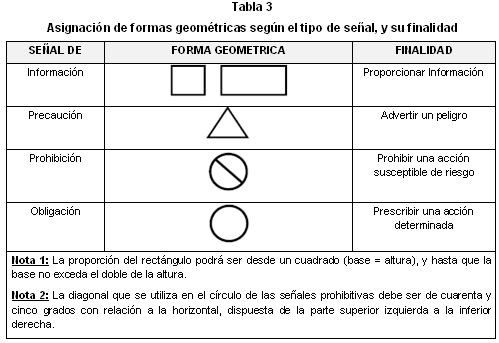 Tabla 3
Asignación de formas geométricas según el tipo de señal, y su finalidad
SEÑAL DE FORMA GEOMETRICA FINALIDAD
Información Proporcionar Información
Precaución Advertir un peligro
Prohibición Prohibir una acción
susceptible de riesgo
Obligación Prescribir una acción
determinada
Nota 1: La proporción del rectángulo podrá ser desde un cuadrado (base = altura), y hasta que la
base no exceda el doble de la altura.
Nota 2: La diagonal que se utiliza en el círculo de las señales prohibitivas debe ser de cuarenta y
cinco grados con relación a la horizontal, dispuesta de la parte superior izquierda a la inferior
derecha.